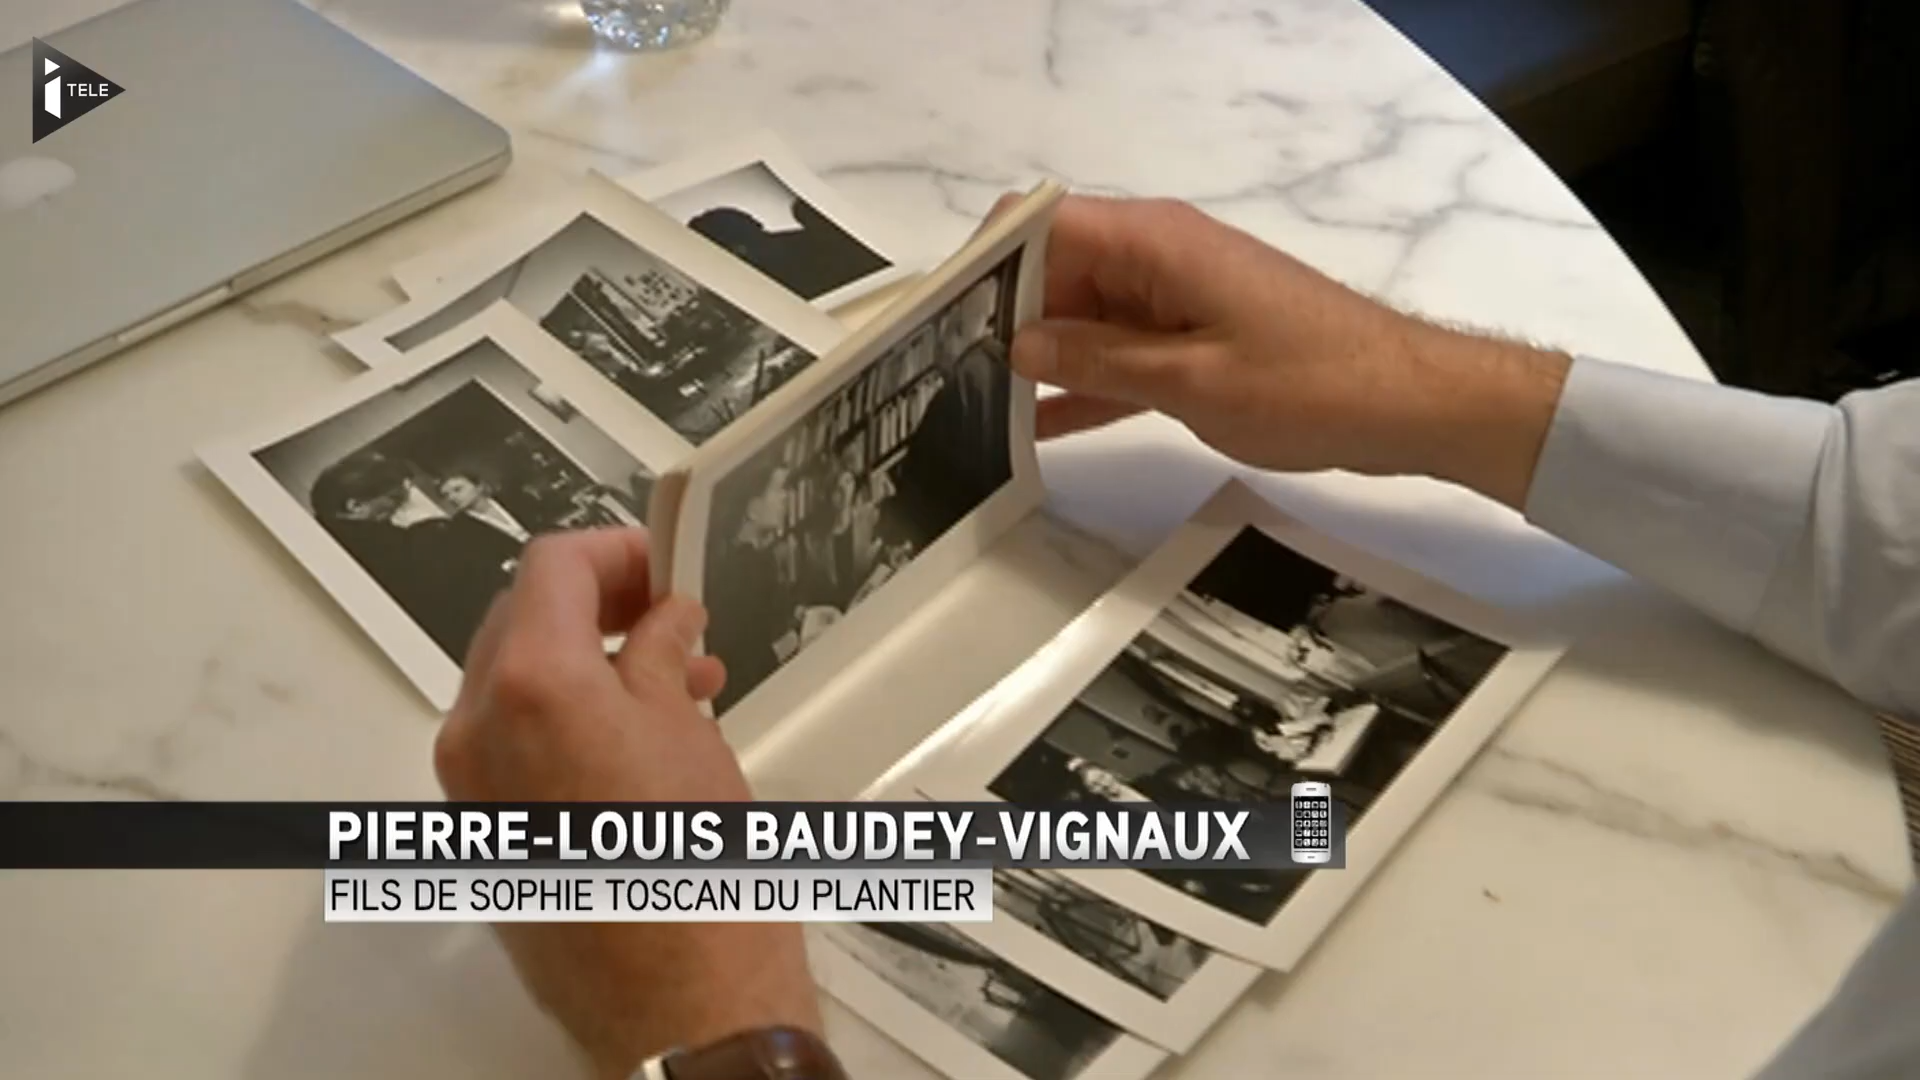 i TELE
PIERRE-LOUIS BAUDEY-VIGNAUX
FILS DE SOPHIE TOSCAN DU PLANTIER